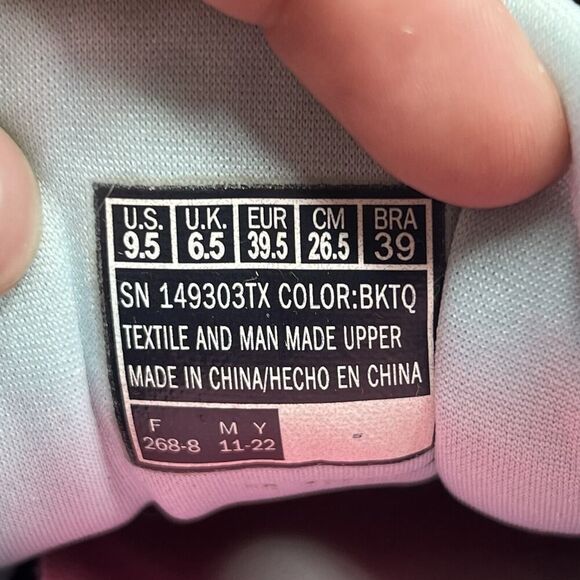 U.S. U.K. EUR CM BRA
9.5 6.5 39.5 26.5 39
SN 149303TX COLOR:BKTQ
TEXTILE AND MAN MADE UPPER
MADE IN CHINA/HECHO EN CHINA
F M Y
268-8 11-22